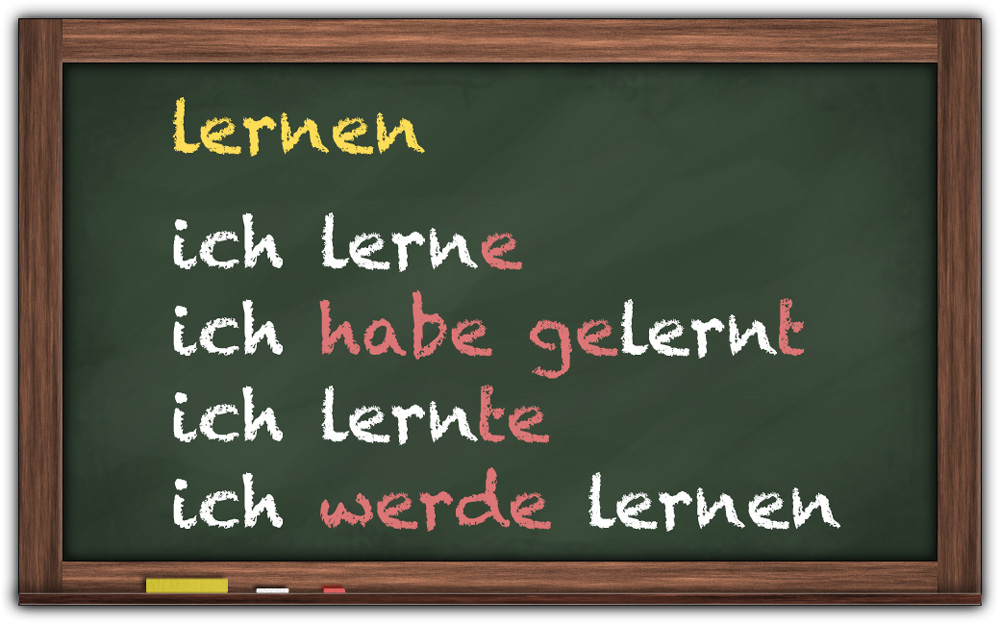 lernen
ich lerne
ich habe gelernt
ich lernte
ich werde lernen